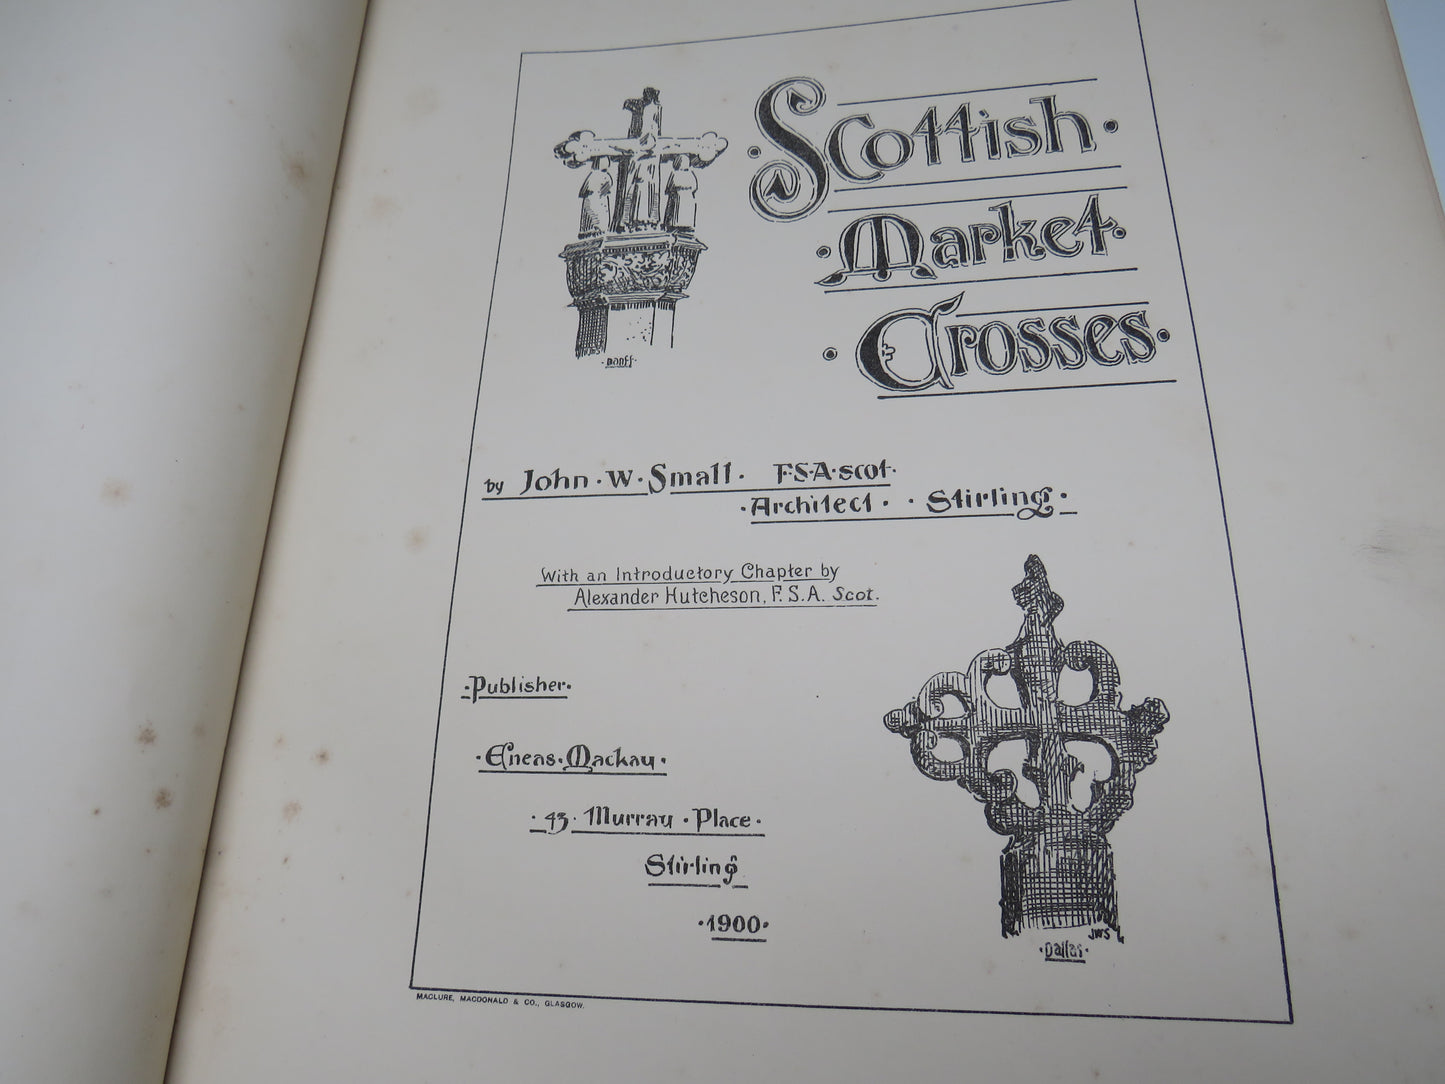 Scottish
Market
Crosses
Banff
by John W. Small. F.S.A. Scot.
Architect. Stirling.
With an Introductory Chapter by
Alexander Hutcheson, F.S.A. Scot.
Publisher.
Eneas Mackay.
43. Murray Place.
Stirling
1900
JWS
Dallas
MACLURE, MACDONALD & CO., GLASGOW.